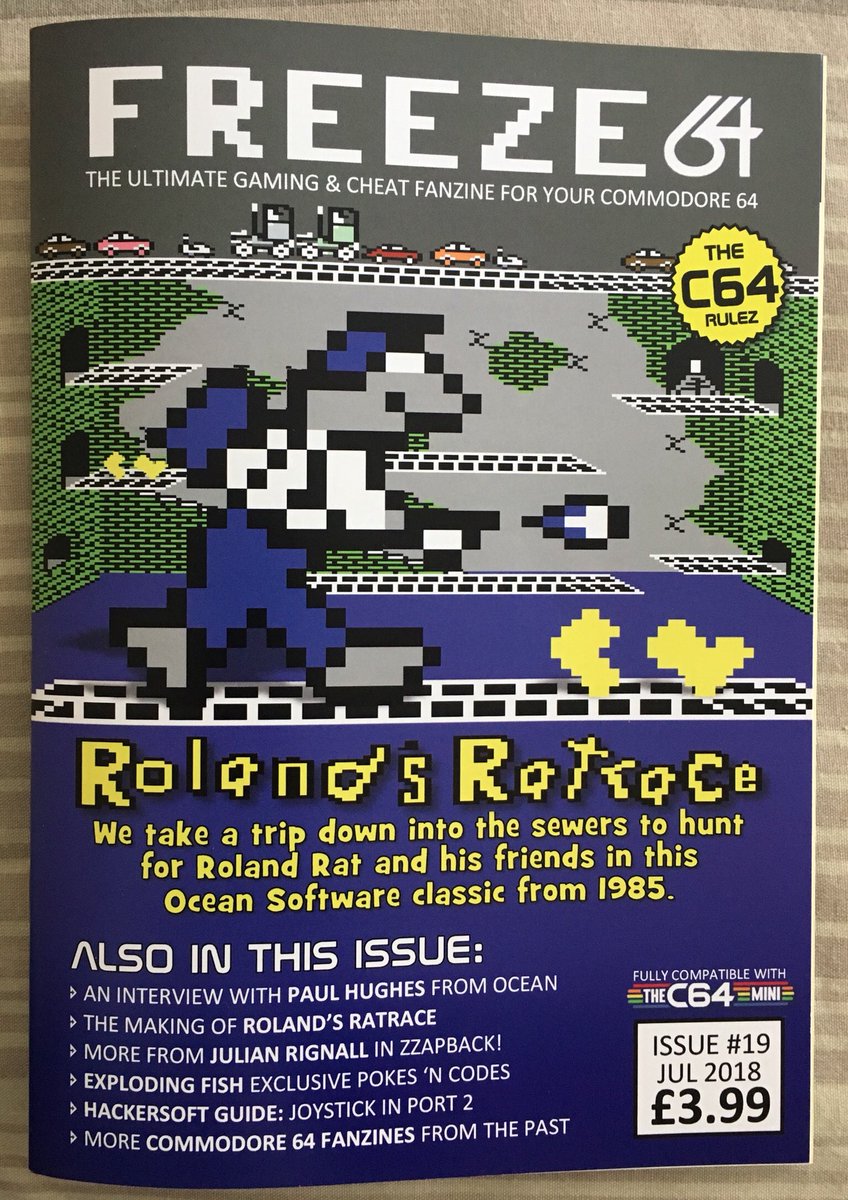 FREEZE 64
THE ULTIMATE GAMING & CHEAT FANZINE FOR YOUR COMMODORE 64
THE
C64
RULEZ
Roland's Ratrace
We take a trip down into the sewers to hunt
for Roland Rat and his friends in this
Ocean Software classic from 1985.
ALSO IN THIS ISSUE:
AN INTERVIEW WITH PAUL HUGHES FROM OCEAN
THE MAKING OF ROLAND'S RATRACE
MORE FROM JULIAN RIGNALL IN ZZAPBACK!
EXPLODING FISH EXCLUSIVE POKES 'N CODES
HACKERSOFT GUIDE: JOYSTICK IN PORT 2
MORE COMMODORE 64 FANZINES FROM THE PAST
FULLY COMPATIBLE WITH
THE C64 MINI
ISSUE #19
JUL 2018
£3.99